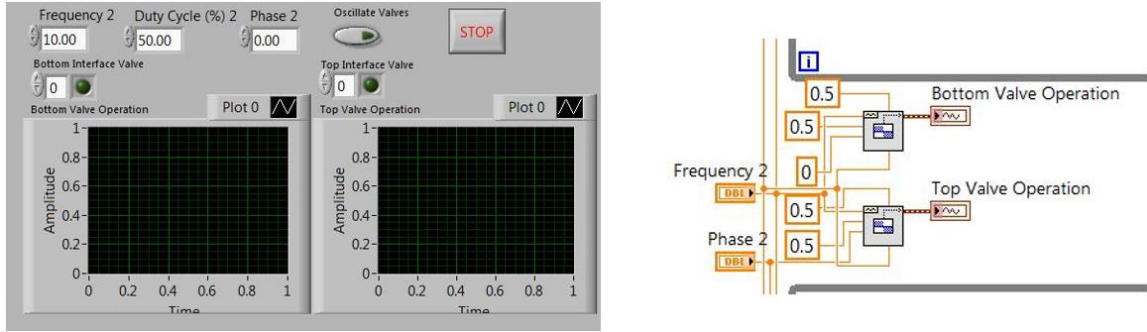 Frequency 2 Duty Cycle (%) 2 Phase 2 Oscillate Valves
10.00 50.00 0.00 STOP
Bottom Interface Valve Top Interface Valve
0 0
Bottom Valve Operation Plot 0 Top Valve Operation Plot 0
1 1
0.8 0.8
0.6 0.6
Amplitude Amplitude
0.4 0.4
0.2 0.2
0 0
0 0.2 0.4 0.6 0.8 1 0 0.2 0.4 0.6 0.8 1
Time Time
i
0.5 Bottom Valve Operation
0.5
0
Frequency 2
DBL
Top Valve Operation
0.5
Phase 2 0.5
DBL